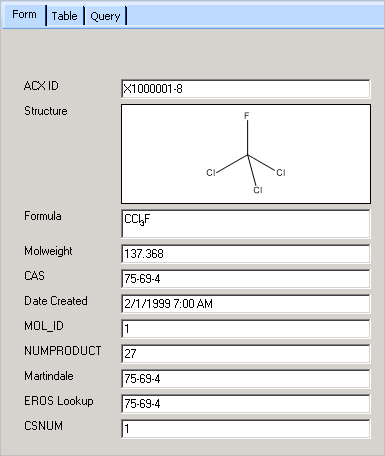 Form Table Query
ACX ID X1000001-8
Structure
F
Cl Cl
Cl
Formula CCl3F
Molweight 137.368
CAS 75-69-4
Date Created 2/1/1999 7:00 AM
MOL_ID 1
NUMPRODUCT 27
Martindale 75-69-4
EROS Lookup 75-69-4
CSNUM 1